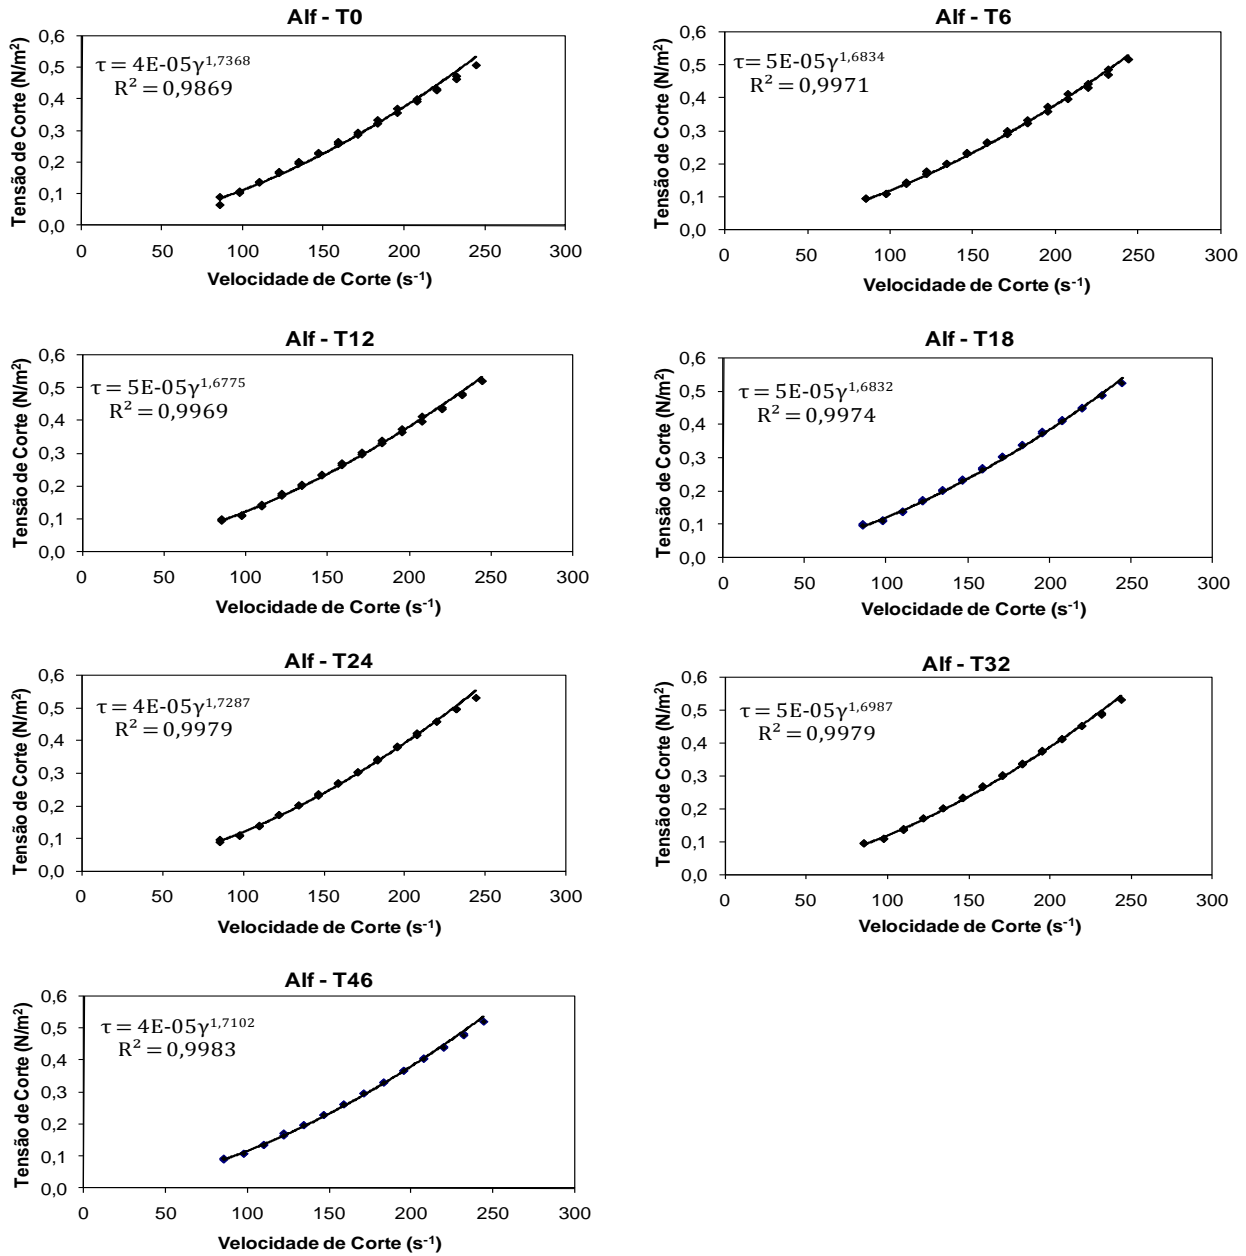 Alf - T0
Tensão de Corte (N/m²)
0,6
0,5
0,4
0,3
0,2
0,1
0,0
τ = 4E-05γ^1,7368
R² = 0,9869
0 50 100 150 200 250 300
Velocidade de Corte (s⁻¹)
Alf - T6
Tensão de Corte (N/m²)
0,6
0,5
0,4
0,3
0,2
0,1
0,0
τ= 5E-05γ^1,6834
R² = 0,9971
0 50 100 150 200 250 300
Velocidade de Corte (s⁻¹)
Alf - T12
Tensão de Corte (N/m²)
0,6
0,5
0,4
0,3
0,2
0,1
0,0
τ = 5E-05γ^1,6775
R² = 0,9969
0 50 100 150 200 250 300
Velocidade de Corte (s⁻¹)
Alf - T18
Tensão de Corte (N/m²)
0,6
0,5
0,4
0,3
0,2
0,1
0,0
τ = 5E-05γ^1,6832
R² = 0,9974
0 50 100 150 200 250 300
Velocidade de Corte (s⁻¹)
Alf - T24
Tensão de Corte (N/m²)
0,6
0,5
0,4
0,3
0,2
0,1
0,0
τ = 4E-05γ^1,7287
R² = 0,9979
0 50 100 150 200 250 300
Velocidade de Corte (s⁻¹)
Alf - T32
Tensão de Corte (N/m²)
0,6
0,5
0,4
0,3
0,2
0,1
0,0
τ = 5E-05γ^1,6987
R² = 0,9979
0 50 100 150 200 250 300
Velocidade de Corte (s⁻¹)
Alf - T46
Tensão de Corte (N/m²)
0,6
0,5
0,4
0,3
0,2
0,1
0,0
τ = 4E-05γ^1,7102
R² = 0,9983
0 50 100 150 200 250 300
Velocidade de Corte (s⁻¹)